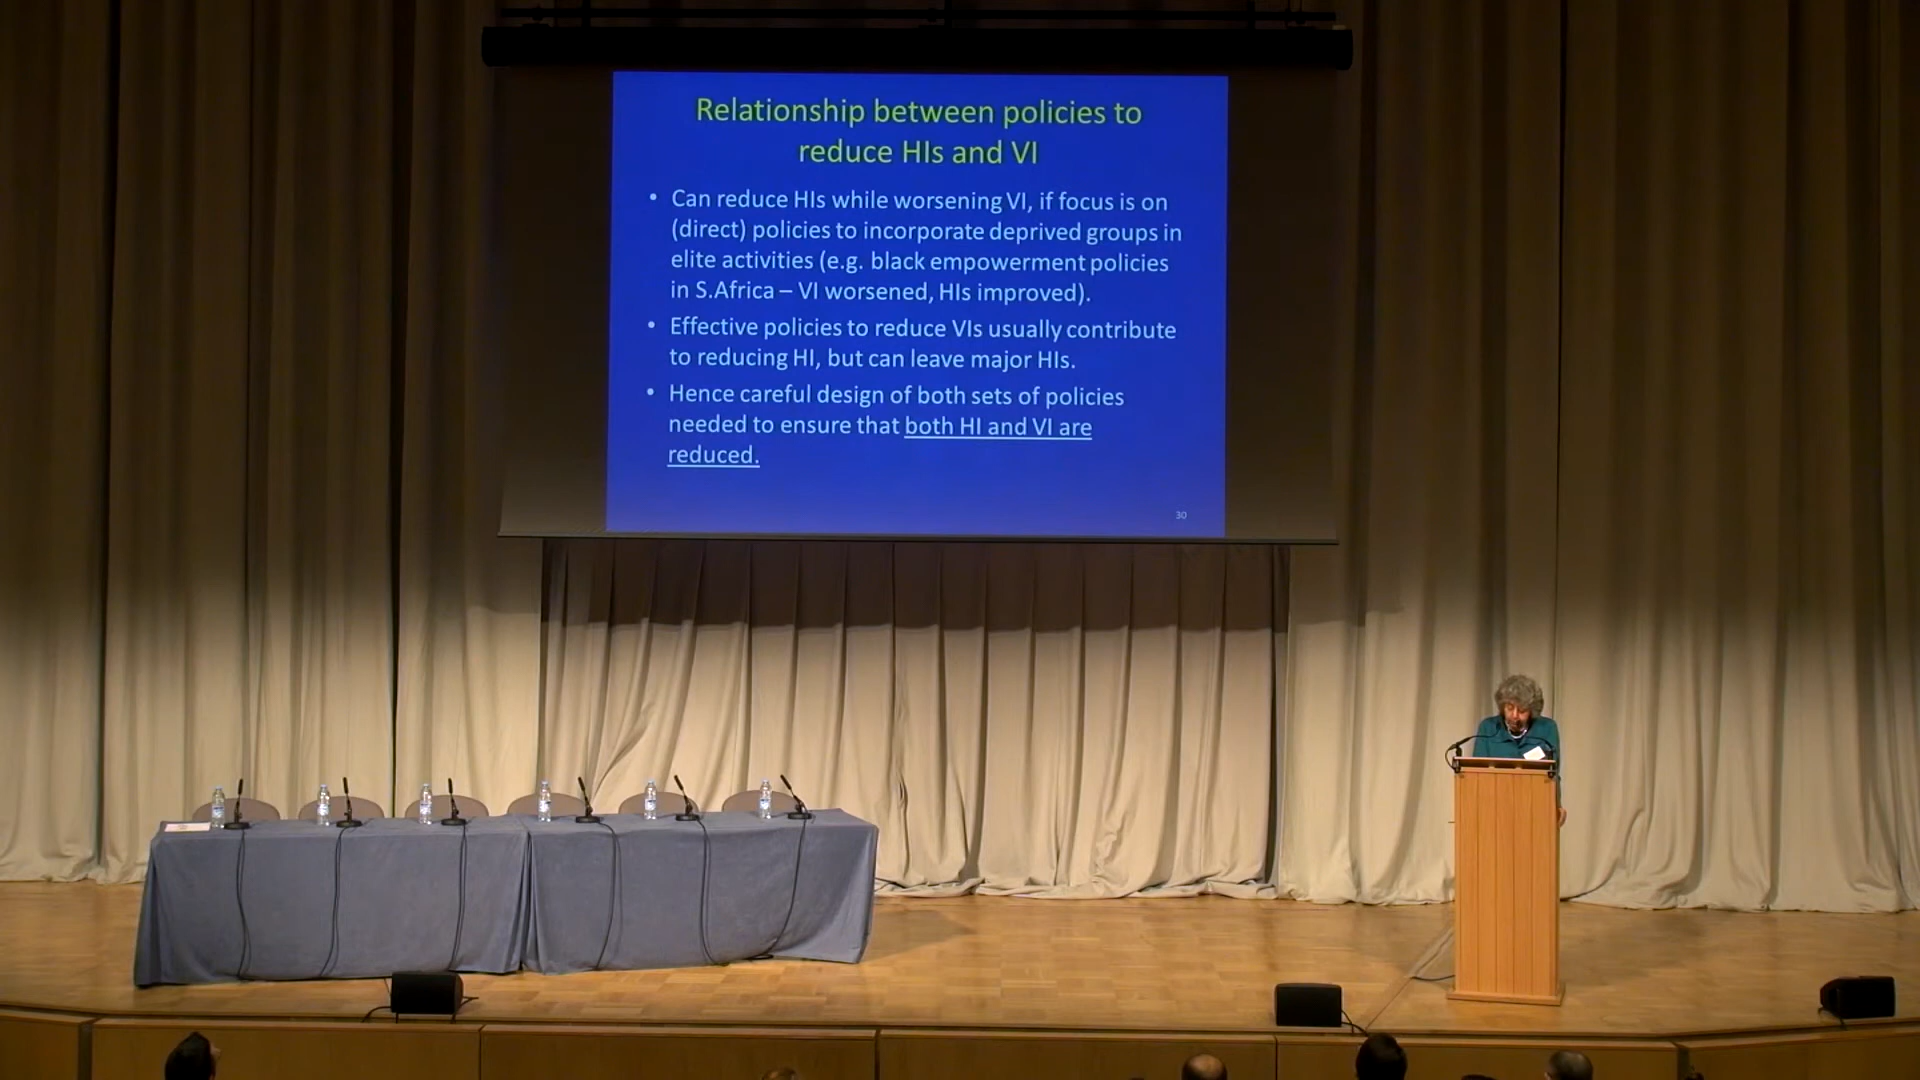 Relationship between policies to
reduce HIs and VI
• Can reduce HIs while worsening VI, if focus is on
(direct) policies to incorporate deprived groups in
elite activities (e.g. black empowerment policies
in S.Africa – VI worsened, HIs improved).
• Effective policies to reduce VIs usually contribute
to reducing HI, but can leave major HIs.
• Hence careful design of both sets of policies
needed to ensure that both HI and VI are
reduced.
30